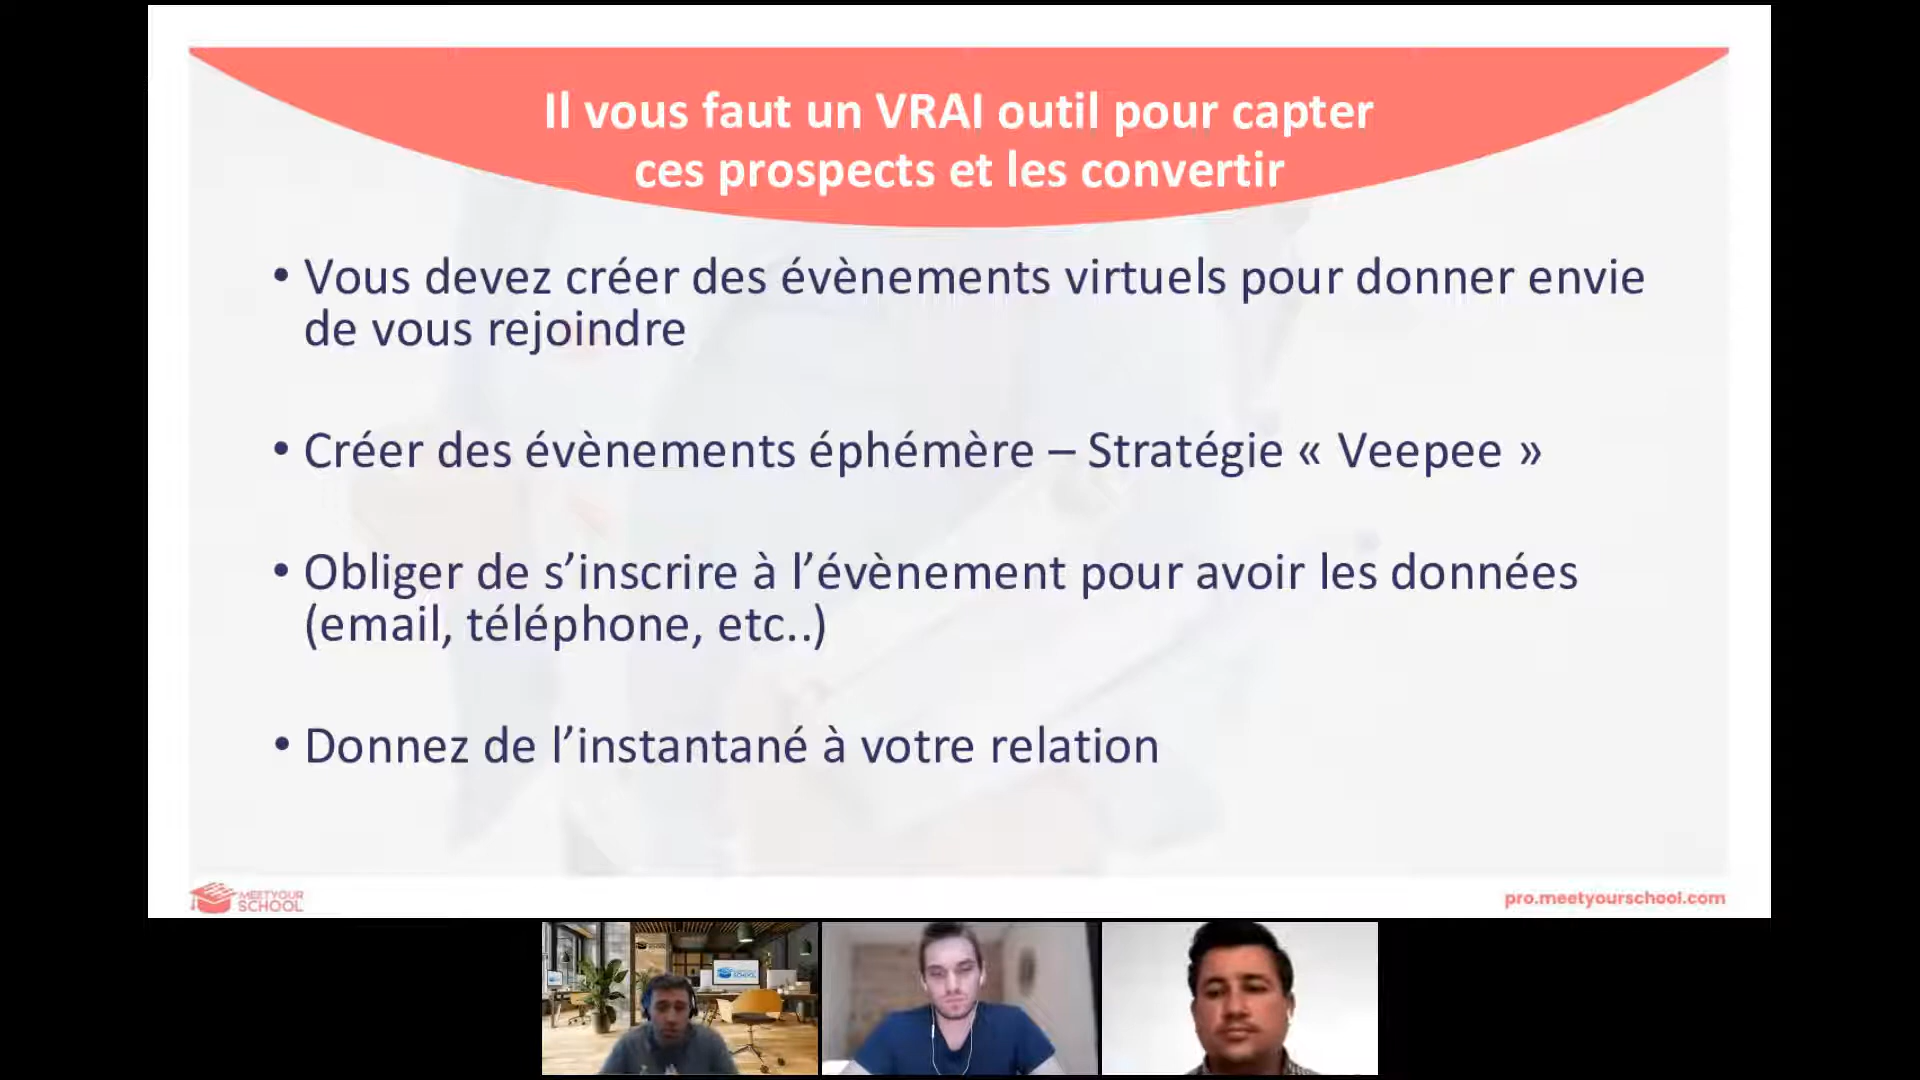 Il vous faut un VRAI outil pour capter
ces prospects et les convertir
• Vous devez créer des évènements virtuels pour donner envie
de vous rejoindre
• Créer des évènements éphémère – Stratégie « Veepee »
• Obliger de s’inscrire à l’évènement pour avoir les données
(email, téléphone, etc..)
• Donnez de l’instantané à votre relation
MEETYOUR
SCHOOL
pro.meetyourschool.com